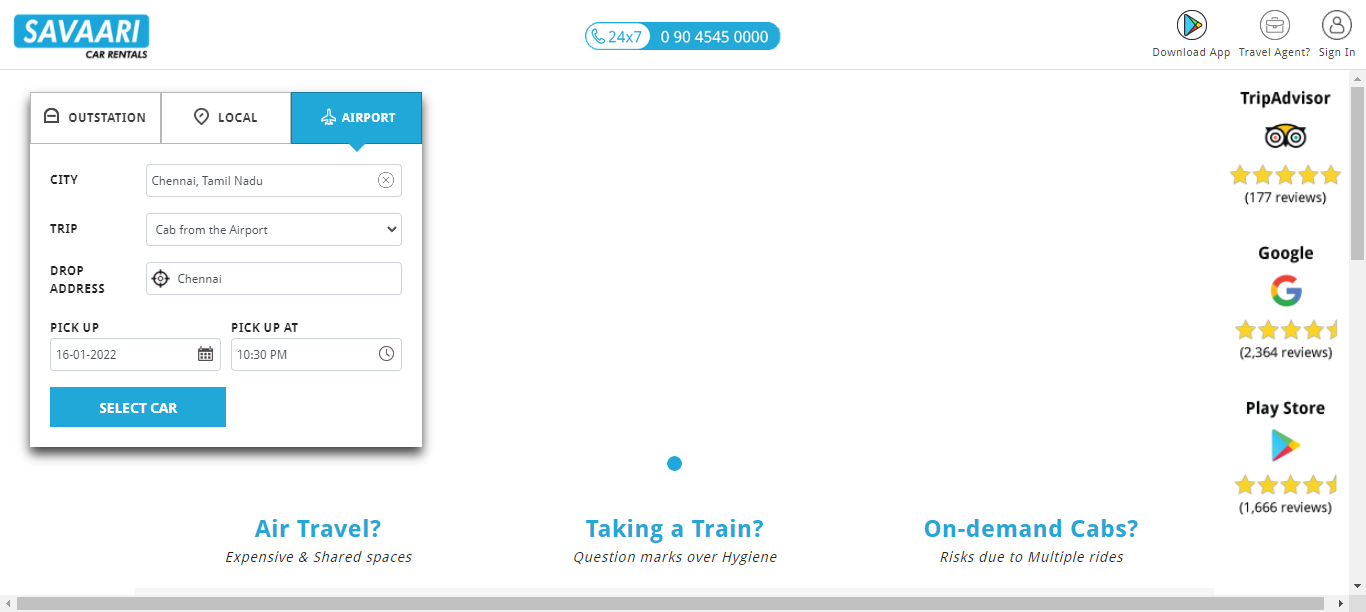 SAVAARI
CAR RENTALS
24x7 0 90 4545 0000
Download App
Travel Agent?
Sign In
OUTSTATION
LOCAL
AIRPORT
CITY
Chennai, Tamil Nadu
TRIP
Cab from the Airport
DROP
ADDRESS
Chennai
PICK UP
PICK UP AT
16-01-2022
10:30 PM
SELECT CAR
TripAdvisor
(177 reviews)
Google
(2,364 reviews)
Play Store
(1,666 reviews)
Air Travel?
Expensive & Shared spaces
Taking a Train?
Question marks over Hygiene
On-demand Cabs?
Risks due to Multiple rides